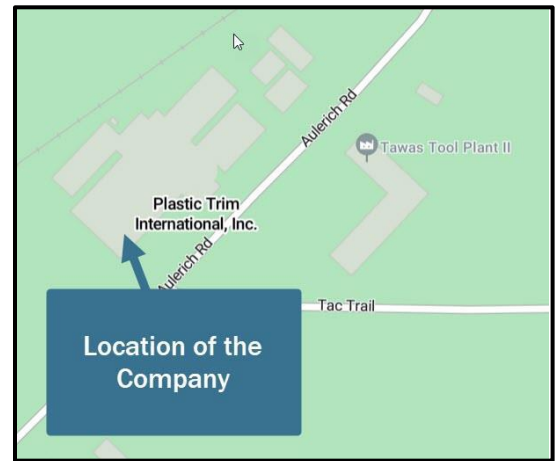 Aulerich Rd
Tawas Tool Plant II
Plastic Trim
International, Inc.
Aulerich Rd
Tac Trail
Location of the
Company